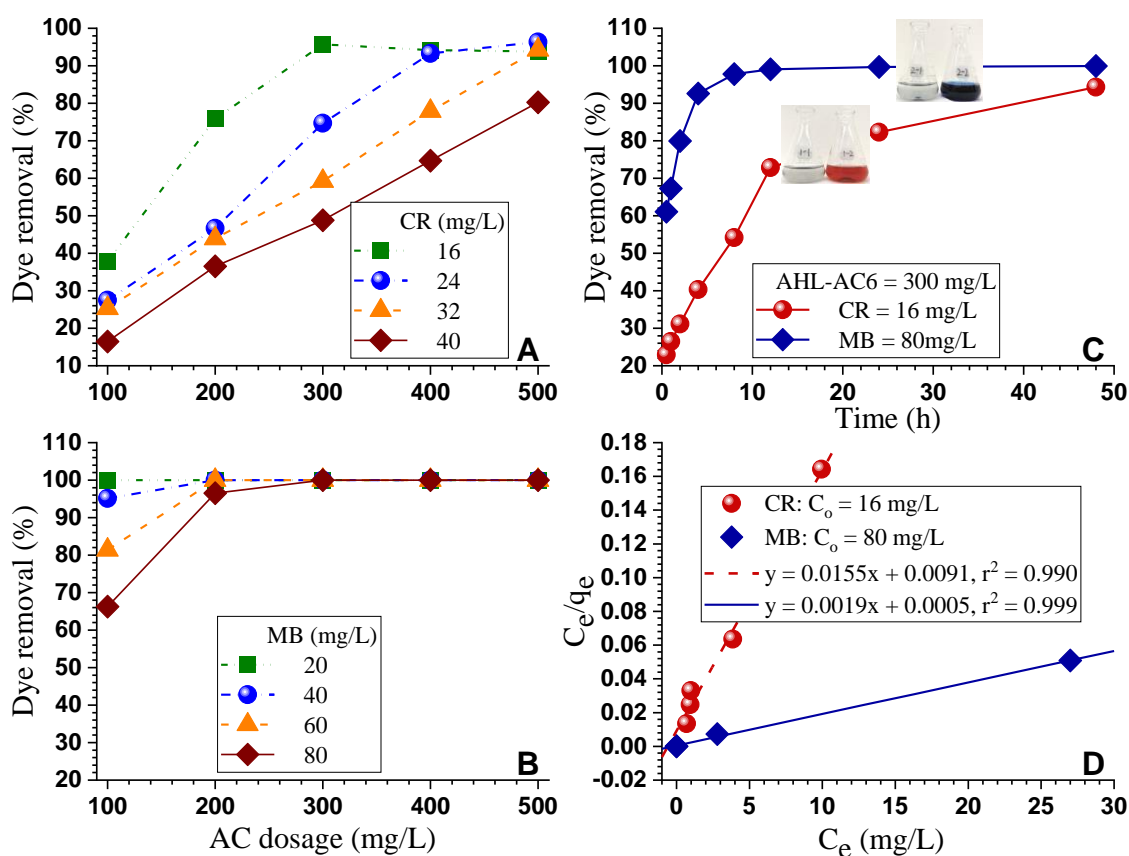 100
90
80
70
60
50
40
30
20
10
Dye removal (%)
CR (mg/L)
16
24
32
40
A
100 200 300 400 500
100
90
80
70
60
50
40
30
20
Dye removal (%)
AHL-AC6 = 300 mg/L
CR = 16 mg/L
MB = 80mg/L
C
0 10 20 30 40 50
Time (h)
110
100
90
80
70
60
50
40
30
20
Dye removal (%)
MB (mg/L)
20
40
60
80
B
100 200 300 400 500
AC dosage (mg/L)
0.18
0.16
0.14
0.12
0.10
0.08
0.06
0.04
0.02
0.00
-0.02
Ce/qe
CR: Co = 16 mg/L
MB: Co = 80 mg/L
y = 0.0155x + 0.0091, r² = 0.990
y = 0.0019x + 0.0005, r² = 0.999
D
0 5 10 15 20 25 30
Ce (mg/L)